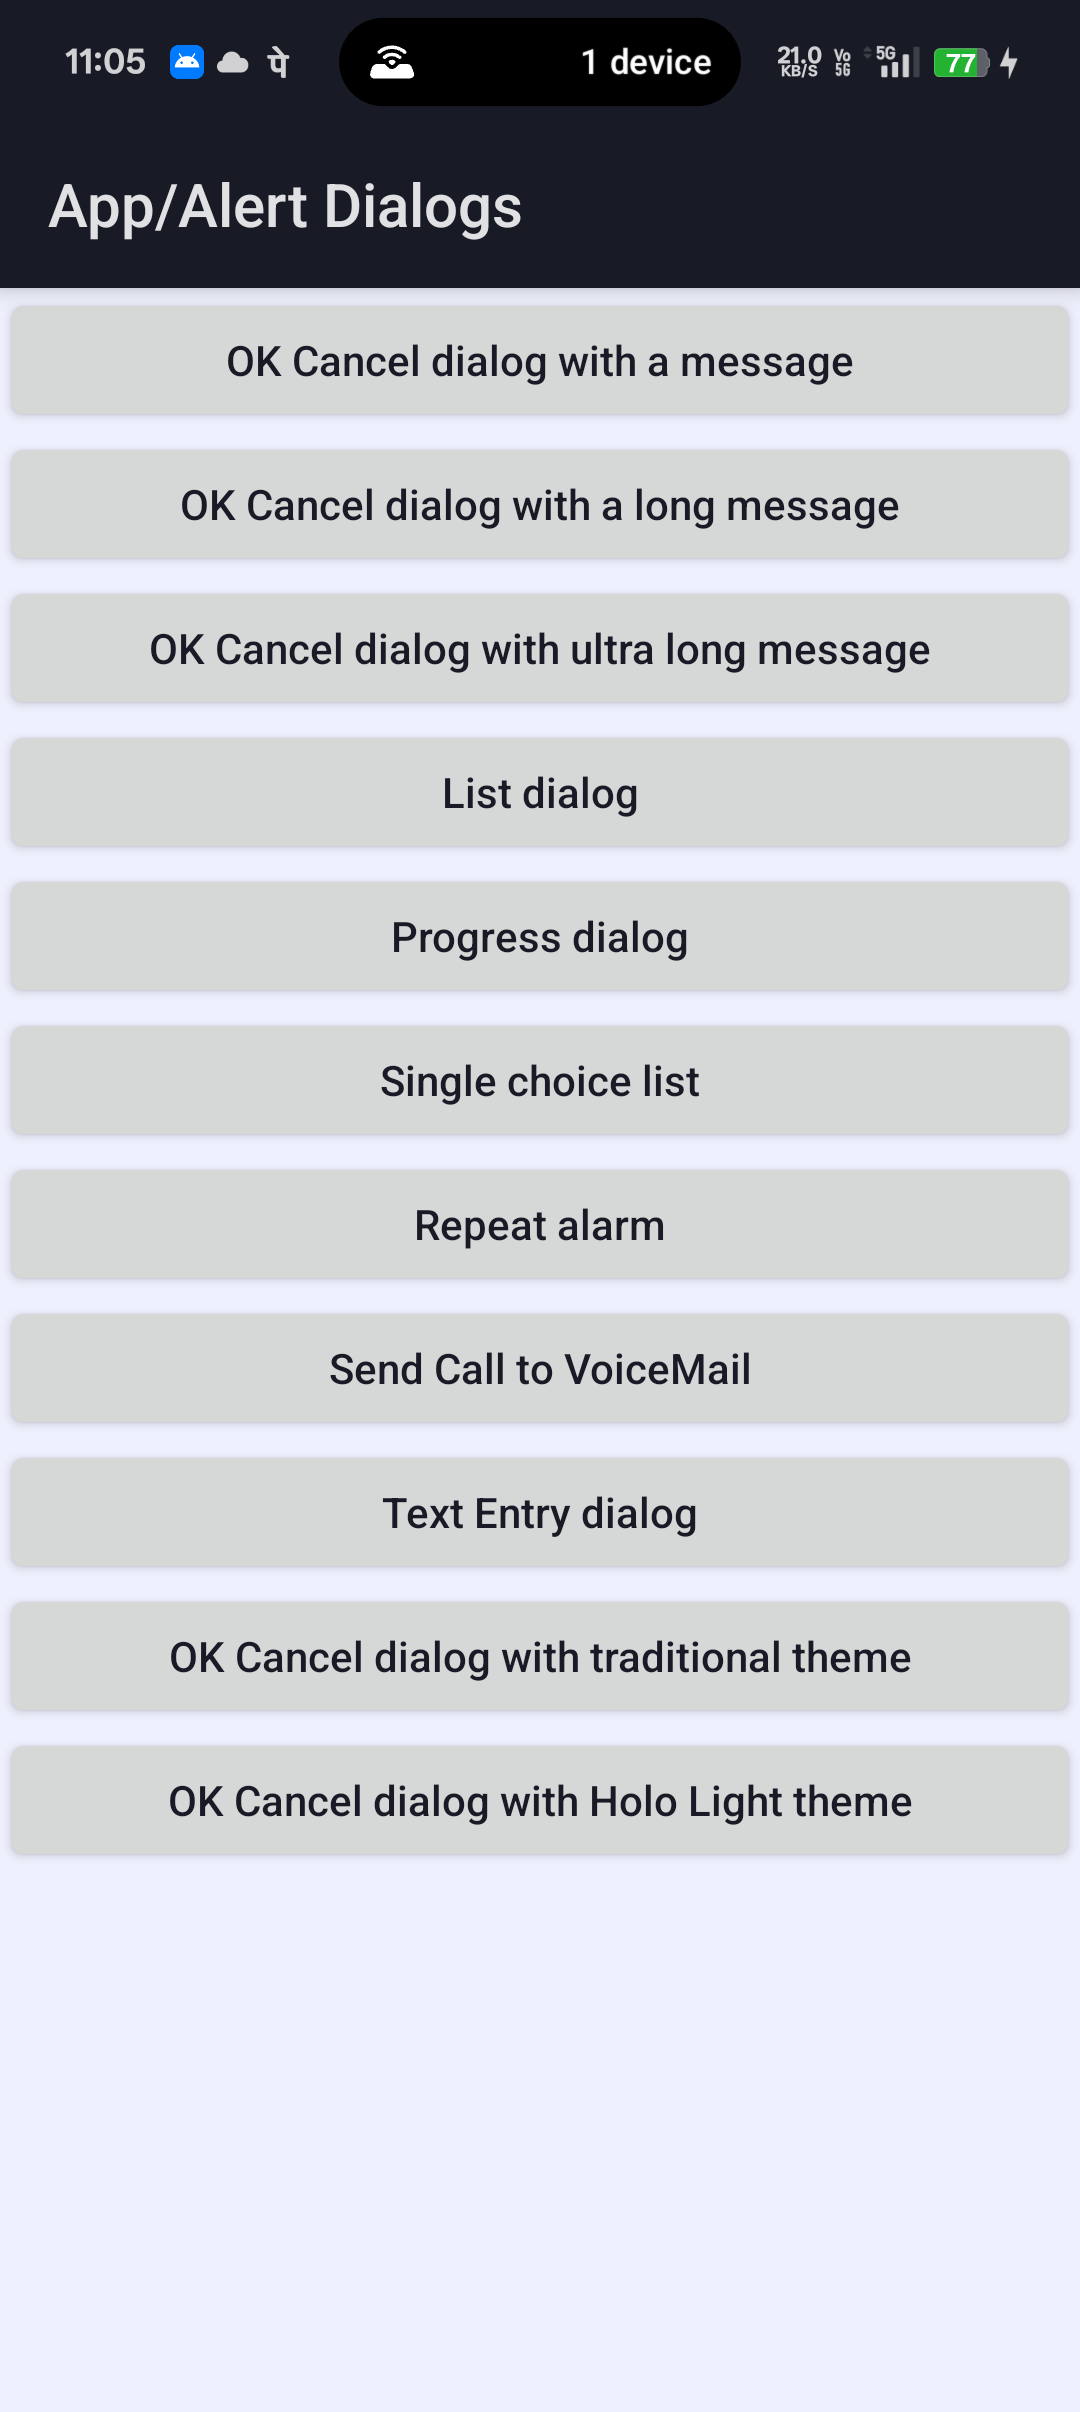 11:05 पे 1 device 21.0 KB/S Vo 5G 5G 77
App/Alert Dialogs
OK Cancel dialog with a message
OK Cancel dialog with a long message
OK Cancel dialog with ultra long message
List dialog
Progress dialog
Single choice list
Repeat alarm
Send Call to VoiceMail
Text Entry dialog
OK Cancel dialog with traditional theme
OK Cancel dialog with Holo Light theme